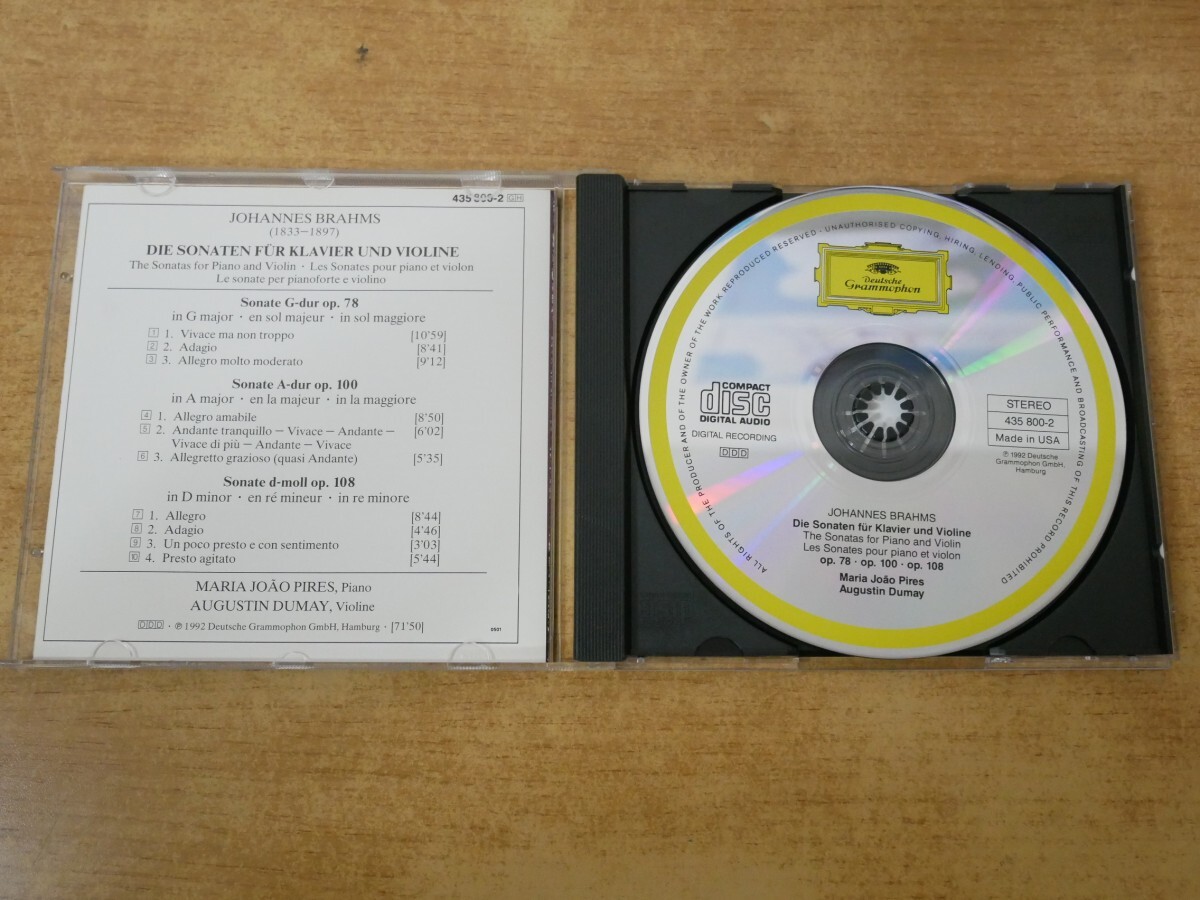 435 800-2 GH
JOHANNES BRAHMS
(1833–1897)
DIE SONATEN FÜR KLAVIER UND VIOLINE
The Sonatas for Piano and Violin · Les Sonates pour piano et violon
Le sonate per pianoforte e violino
Sonate G-dur op. 78
in G major · en sol majeur · in sol maggiore
1 1. Vivace ma non troppo [10'59]
2 2. Adagio [8'41]
3 3. Allegro molto moderato [9'12]
Sonate A-dur op. 100
in A major · en la majeur · in la maggiore
4 1. Allegro amabile [8'50]
5 2. Andante tranquillo – Vivace – Andante – [6'02]
Vivace di più – Andante – Vivace
6 3. Allegretto grazioso (quasi Andante) [5'35]
Sonate d-moll op. 108
in D minor · en ré mineur · in re minore
7 1. Allegro [8'44]
8 2. Adagio [4'46]
9 3. Un poco presto e con sentimento [3'03]
10 4. Presto agitato [5'44]
MARIA JOÃO PIRES, Piano
AUGUSTIN DUMAY, Violine
DDD · ℗ 1992 Deutsche Grammophon GmbH, Hamburg · [71'50]
ALL RIGHTS OF THE PRODUCER AND OF THE OWNER OF THE WORK REPRODUCED RESERVED - UNAUTHORISED COPYING, HIRING, LENDING, PUBLIC PERFORMANCE AND BROADCASTING OF THIS RECORD PROHIBITED
Deutsche
Grammophon
COMPACT
disc
DIGITAL AUDIO
DIGITAL RECORDING
DDD
STEREO
435 800-2
Made in USA
℗ 1992 Deutsche
Grammophon GmbH,
Hamburg
JOHANNES BRAHMS
Die Sonaten für Klavier und Violine
The Sonatas for Piano and Violin
Les Sonates pour piano et violon
op. 78 · op. 100 · op. 108
Maria João Pires
Augustin Dumay